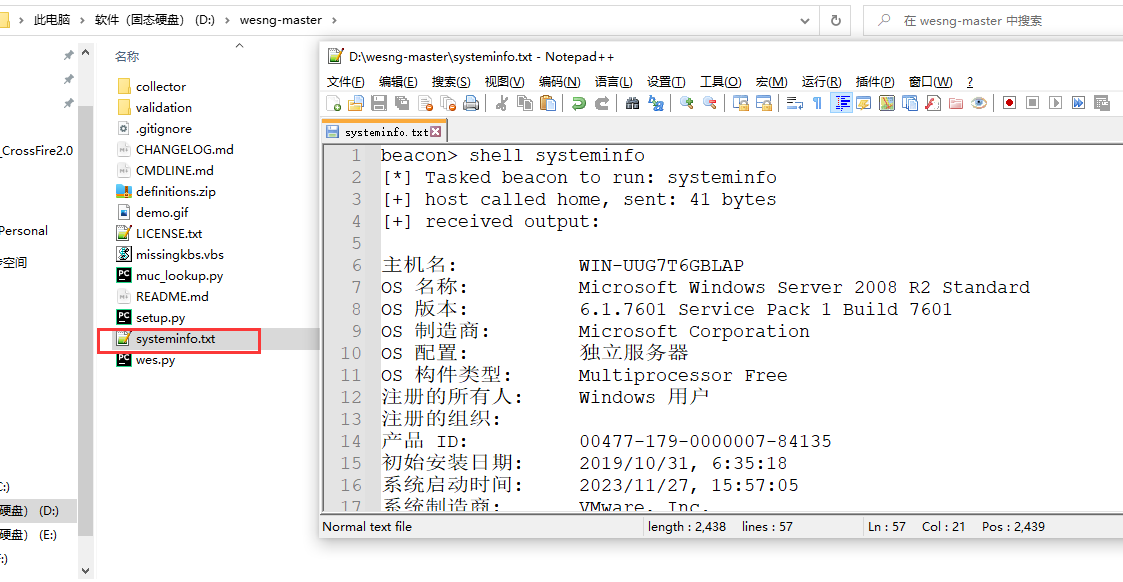 此电脑 › 软件（固态硬盘） (D:) › wesng-master ›
在 wesng-master 中搜索
名称
collector
validation
.gitignore
CHANGELOG.md
CMDLINE.md
definitions.zip
demo.gif
LICENSE.txt
missingkbs.vbs
muc_lookup.py
README.md
setup.py
systeminfo.txt
wes.py
_CrossFire2.0
Personal
空间
C:)
硬盘） (D:)
硬盘） (E:)
:)
D:\wesng-master\systeminfo.txt - Notepad++
文件(F) 编辑(E) 搜索(S) 视图(V) 编码(N) 语言(L) 设置(T) 工具(O) 宏(M) 运行(R) 插件(P) 窗口(W) ?
systeminfo.txt
1 beacon> shell systeminfo
2 [*] Tasked beacon to run: systeminfo
3 [+] host called home, sent: 41 bytes
4 [+] received output:
5
6 主机名: WIN-UUG7T6GBLAP
7 OS 名称: Microsoft Windows Server 2008 R2 Standard
8 OS 版本: 6.1.7601 Service Pack 1 Build 7601
9 OS 制造商: Microsoft Corporation
10 OS 配置: 独立服务器
11 OS 构件类型: Multiprocessor Free
12 注册的所有人: Windows 用户
13 注册的组织:
14 产品 ID: 00477-179-0000007-84135
15 初始安装日期: 2019/10/31, 6:35:18
16 系统启动时间: 2023/11/27, 15:57:05
17 系统制造商: VMware, Inc.
Normal text file length : 2,438 lines : 57 Ln : 57 Col : 21 Pos : 2,439